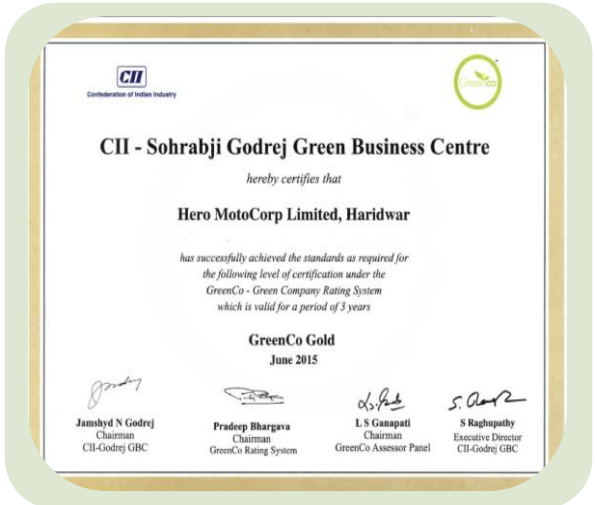 CII
Confederation of Indian Industry
GreenCo
CII - Sohrabji Godrej Green Business Centre
hereby certifies that
Hero MotoCorp Limited, Haridwar
has successfully achieved the standards as required for
the following level of certification under the
GreenCo - Green Company Rating System
which is valid for a period of 3 years
GreenCo Gold
June 2015
Jamshyd N Godrej
Chairman
CII-Godrej GBC
Pradeep Bhargava
Chairman
GreenCo Rating System
L S Ganapati
Chairman
GreenCo Assessor Panel
S Raghupathy
Executive Director
CII-Godrej GBC